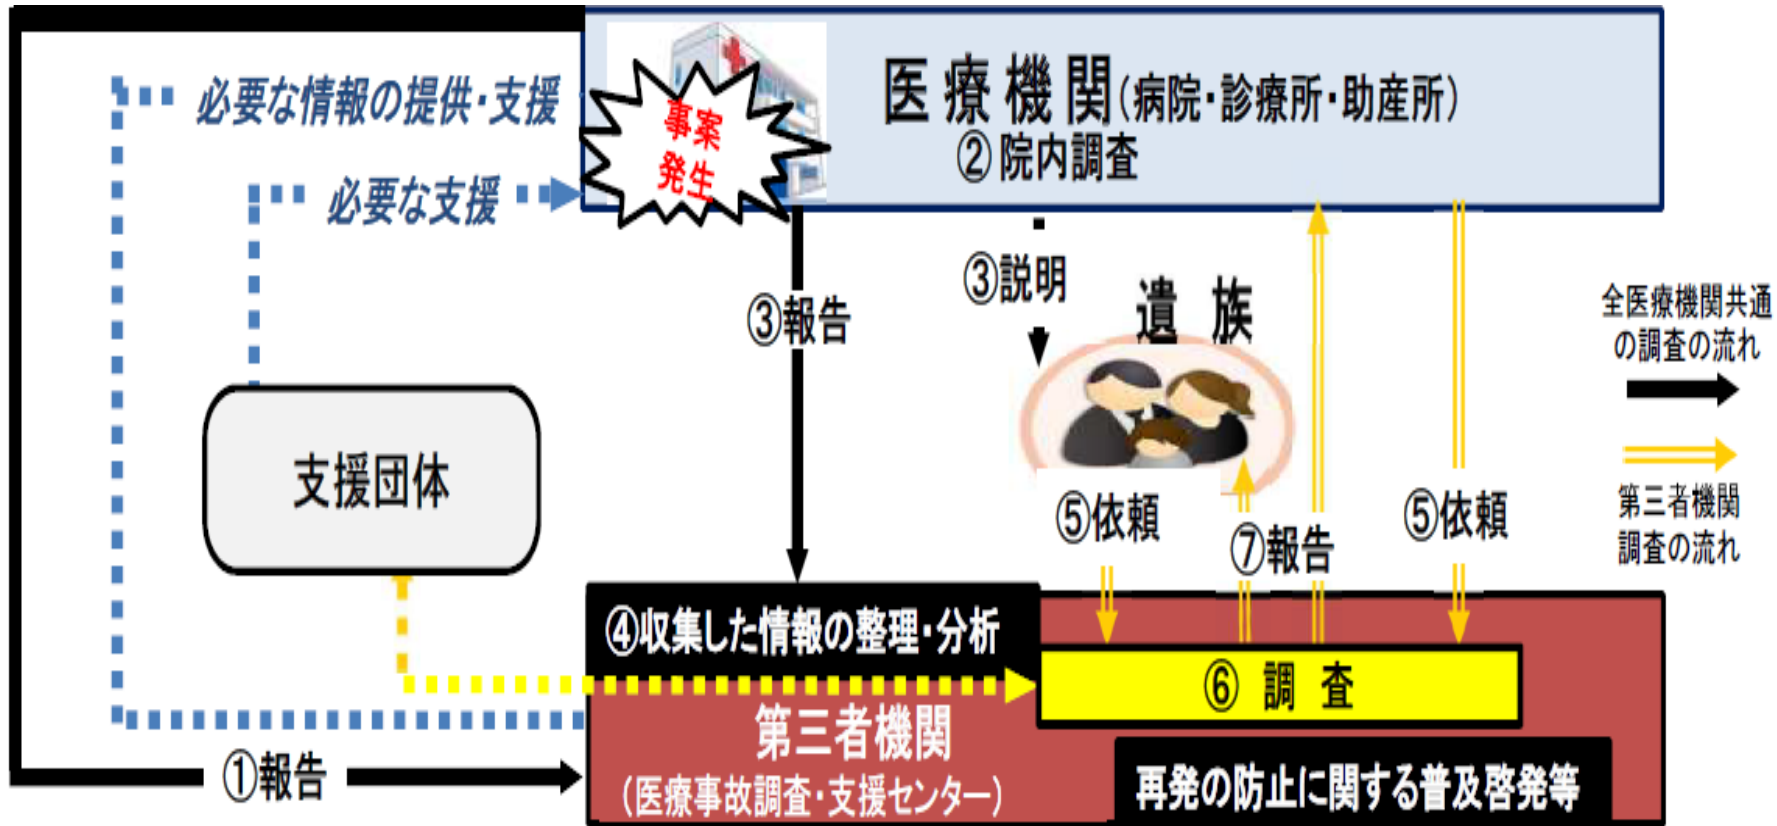 医療機関（病院・診療所・助産所）
②院内調査
必要な情報の提供・支援
事案
発生
必要な支援
③報告
③説明
遺族
全医療機関共通
の調査の流れ
第三者機関
調査の流れ
支援団体
⑤依頼
⑦報告
⑤依頼
④収集した情報の整理・分析
⑥調査
第三者機関
（医療事故調査・支援センター）
①報告
再発の防止に関する普及啓発等